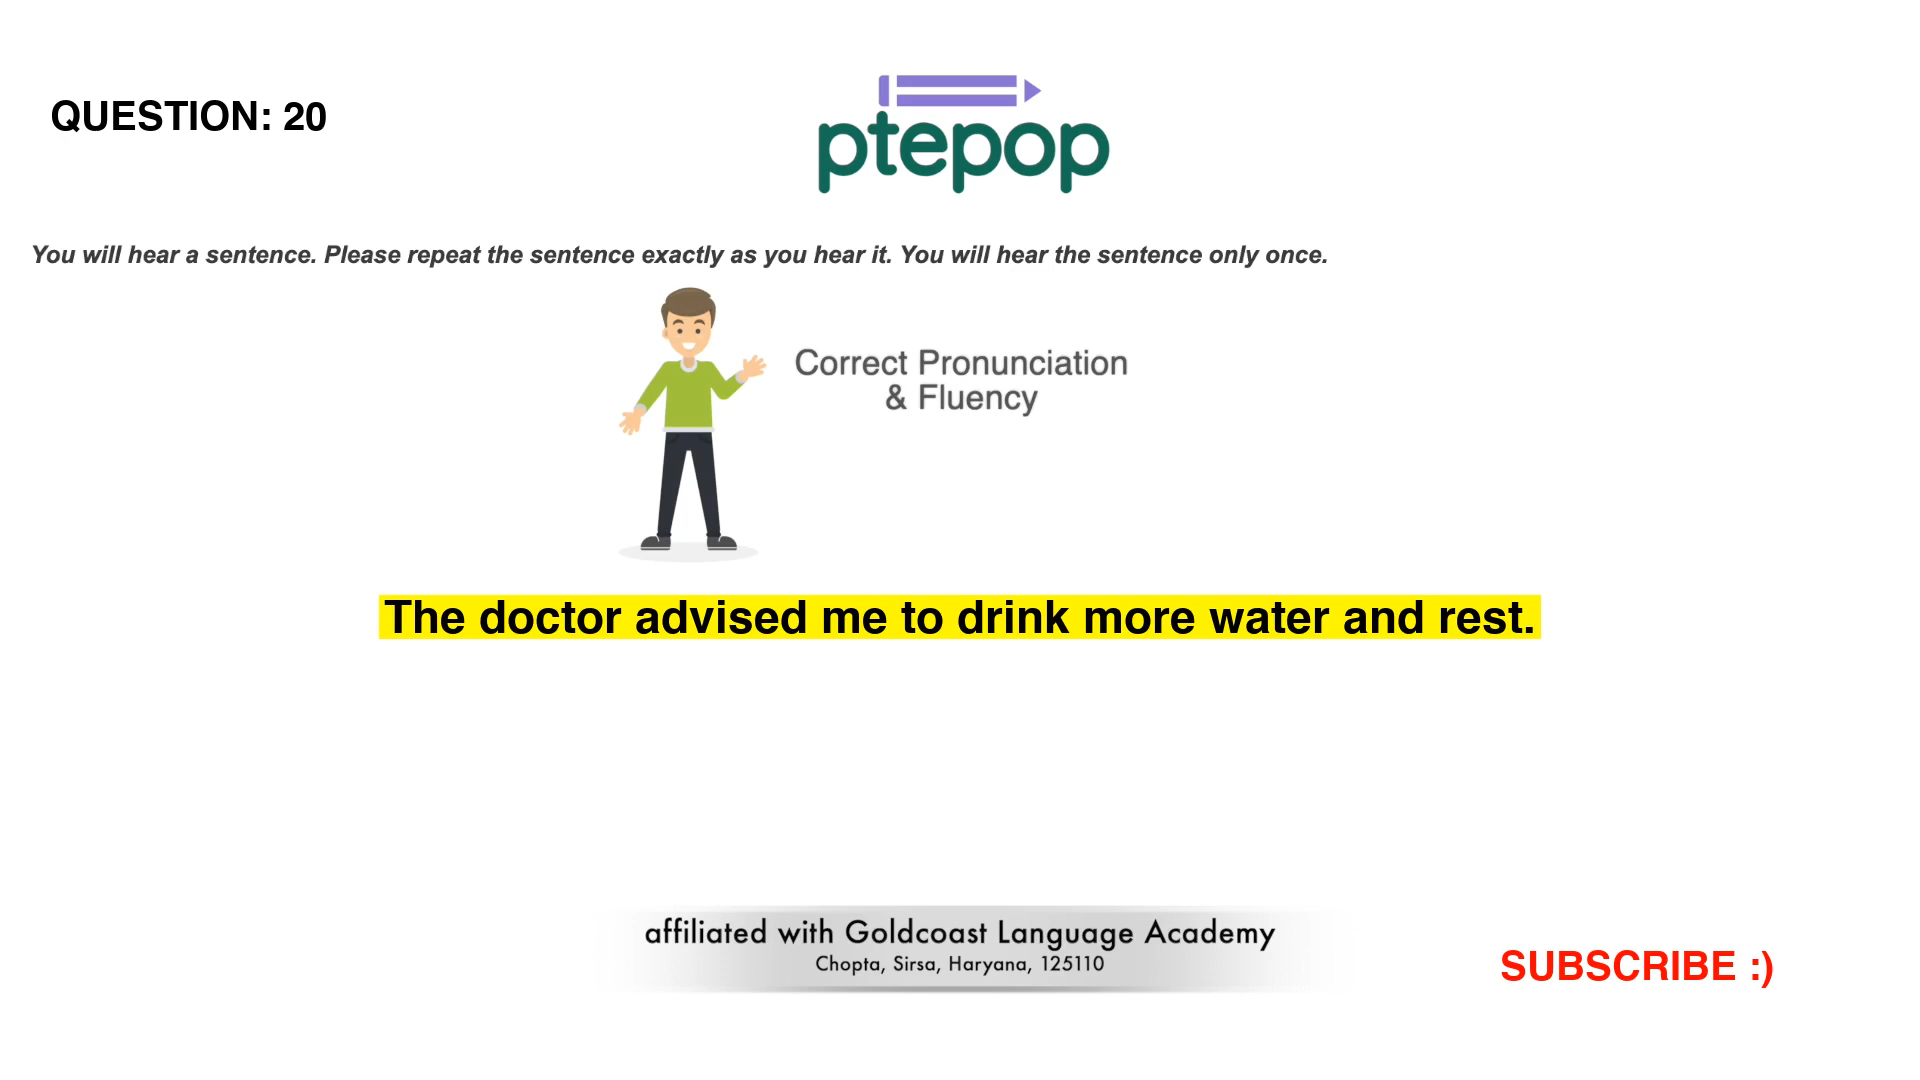 QUESTION: 20
ptepop
You will hear a sentence. Please repeat the sentence exactly as you hear it. You will hear the sentence only once.
Correct Pronunciation
& Fluency
The doctor advised me to drink more water and rest.
affiliated with Goldcoast Language Academy
Chopta, Sirsa, Haryana, 125110
SUBSCRIBE :)